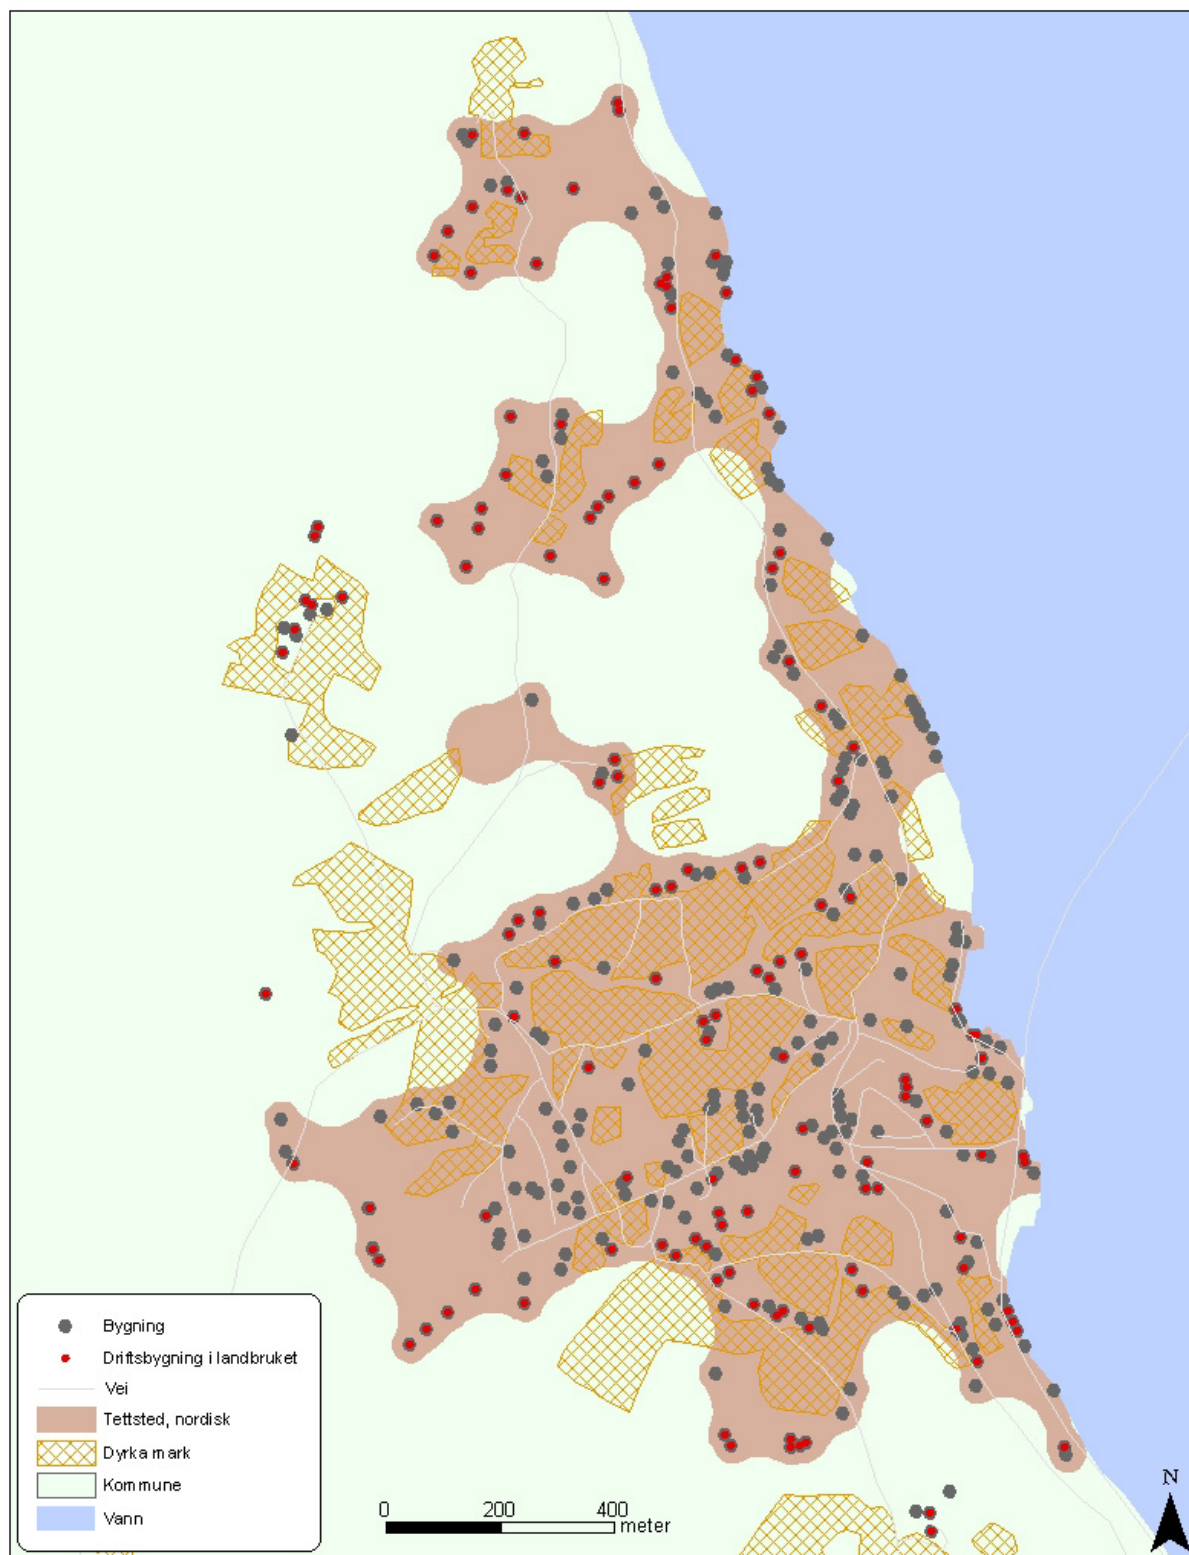 Bygning
Driftsbygning i landbruket
Vei
Tettsted, nordisk
Dyrka mark
Kommune
Vann
0 200 400
meter
N